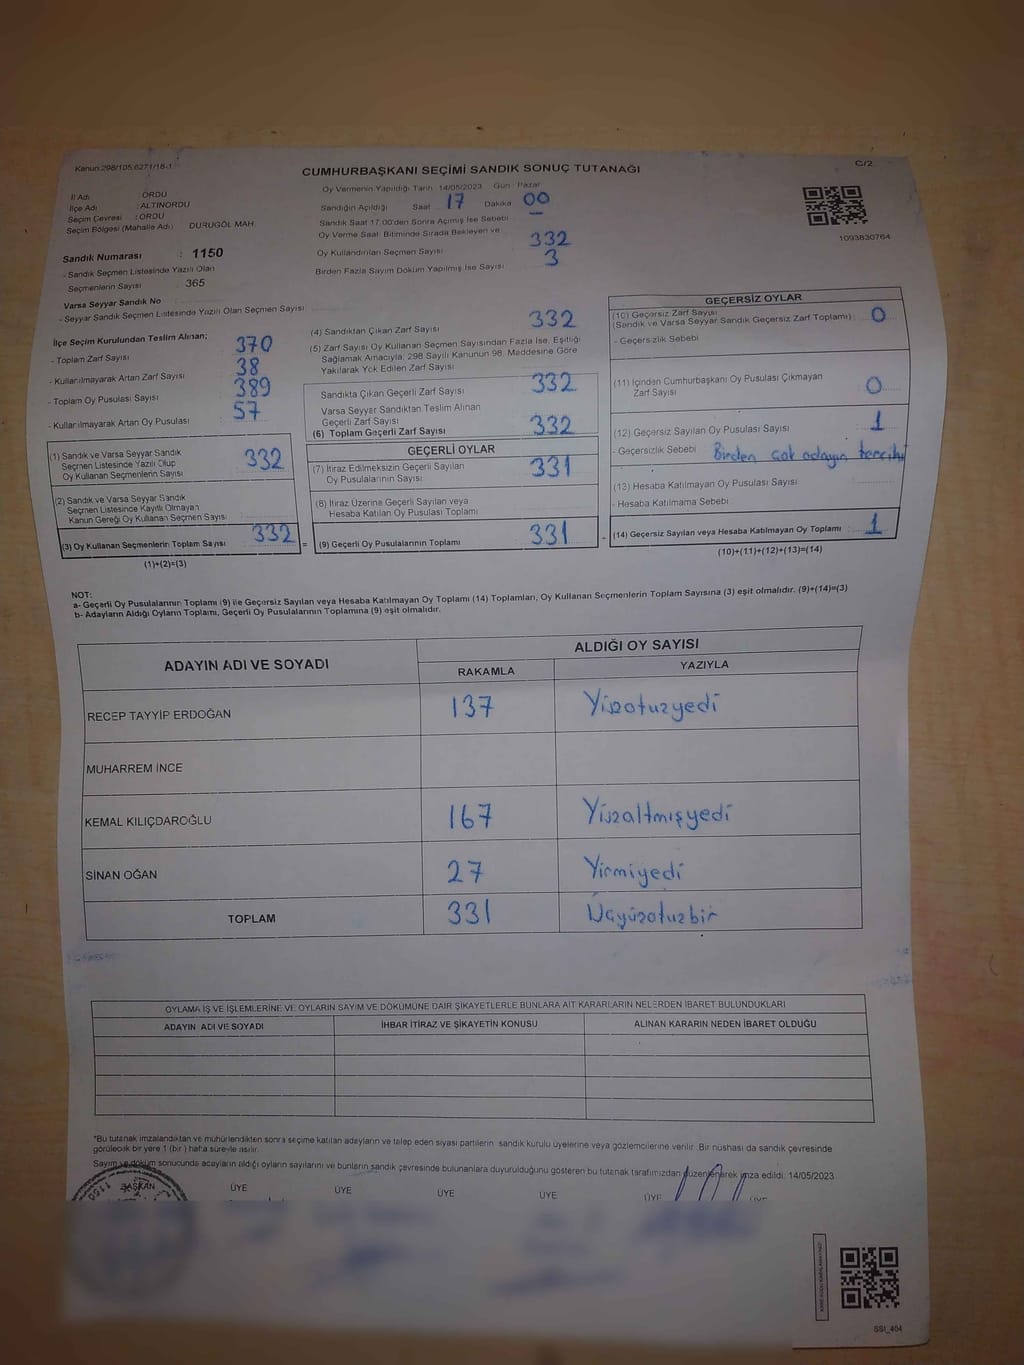 Kanun:298/105,6271/18-1
C/2
CUMHURBAŞKANI SEÇİMİ SANDIK SONUÇ TUTANAĞI
İl Adı : ORDU
İlçe Adı : ALTINORDU
Seçim Çevresi : ORDU
Seçim Bölgesi (Mahalle Adı) DURUGÖL MAH.
Sandık Numarası : 1150
- Sandık Seçmen Listesinde Yazılı Olan
Seçmenlerin Sayısı 365
Varsa Seyyar Sandık No
- Seyyar Sandık Seçmen Listesinde Yazılı Olan Seçmen Sayısı
Oy Vermenin Yapıldığı Tarih 14/05/2023 Gün : Pazar
Sandığın Açıldığı Saat 17 Dakika 00
Sandık Saat 17.00'den Sonra Açılmış İse Sebebi –
Oy Verme Saati Bitiminde Sırada Bekleyen ve
Oy Kullandırılan Seçmen Sayısı 332
Birden Fazla Sayım Döküm Yapılmış İse Sayısı 3
1093830764
İlçe Seçim Kurulundan Teslim Alınan;
- Toplam Zarf Sayısı 370
- Kullanılmayarak Artan Zarf Sayısı 38
- Toplam Oy Pusulası Sayısı 389
- Kullanılmayarak Artan Oy Pusulası 57
(1) Sandık ve Varsa Seyyar Sandık
Seçmen Listesinde Yazılı Olup
Oy Kullanan Seçmenlerin Sayısı 332
(2) Sandık ve Varsa Seyyar Sandık
Seçmen Listesinde Kayıtlı Olmayan
Kanun Gereği Oy Kullanan Seçmen Sayısı
(3) Oy Kullanan Seçmenlerin Toplam Sayısı 332 =
(1)+(2)=(3)
(4) Sandıktan Çıkan Zarf Sayısı 332
(5) Zarf Sayısı Oy Kullanan Seçmen Sayısından Fazla İse, Eşitliği
Sağlamak Amacıyla; 298 Sayılı Kanunun 98. Maddesine Göre
Yakılarak Yok Edilen Zarf Sayısı
Sandıkta Çıkan Geçerli Zarf Sayısı 332
Varsa Seyyar Sandıktan Teslim Alınan
Geçerli Zarf Sayısı
(6) Toplam Geçerli Zarf Sayısı 332
GEÇERLİ OYLAR
(7) İtiraz Edilmeksizin Geçerli Sayılan
Oy Pusulalarının Sayısı 331
(8) İtiraz Üzerine Geçerli Sayılan veya
Hesaba Katılan Oy Pusulası Toplamı
(9) Geçerli Oy Pusulalarının Toplamı 331
GEÇERSİZ OYLAR
(10) Geçersiz Zarf Sayısı
(Sandık ve Varsa Seyyar Sandık Geçersiz Zarf Toplamı) 0
- Geçersizlik Sebebi
(11) İçinden Cumhurbaşkanı Oy Pusulası Çıkmayan
Zarf Sayısı 0
(12) Geçersiz Sayılan Oy Pusulası Sayısı 1
- Geçersizlik Sebebi Birden çok adayın tercihi
(13) Hesaba Katılmayan Oy Pusulası Sayısı
- Hesaba Katılmama Sebebi
(14) Geçersiz Sayılan veya Hesaba Katılmayan Oy Toplamı 1
(10)+(11)+(12)+(13)=(14)
NOT:
a- Geçerli Oy Pusulalarının Toplamı (9) ile Geçersiz Sayılan veya Hesaba Katılmayan Oy Toplamı (14) Toplamları, Oy Kullanan Seçmenlerin Toplam Sayısına (3) eşit olmalıdır. (9)+(14)=(3)
b- Adayların Aldığı Oyların Toplamı, Geçerli Oy Pusulalarının Toplamına (9) eşit olmalıdır.
ADAYIN ADI VE SOYADI
ALDIĞI OY SAYISI
RAKAMLA YAZIYLA
RECEP TAYYİP ERDOĞAN 137 Yüzotuzyedi
MUHARREM İNCE
KEMAL KILIÇDAROĞLU 167 Yüzaltmışyedi
SİNAN OĞAN 27 Yirmiyedi
TOPLAM 331 Üçyüzotuzbir
OYLAMA İŞ VE İŞLEMLERİNE VE OYLARIN SAYIM VE DÖKÜMÜNE DAİR ŞİKAYETLERLE BUNLARA AİT KARARLARIN NELERDEN İBARET BULUNDUKLARI
ADAYIN ADI VE SOYADI İHBAR İTİRAZ VE ŞİKAYETİN KONUSU ALINAN KARARIN NEDEN İBARET OLDUĞU
*Bu tutanak imzalandıktan ve mühürlendikten sonra seçime katılan adayların ve talep eden siyasi partilerin sandık kurulu üyelerine veya gözlemcilerine verilir. Bir nüshası da sandık çevresinde
görülecek bir yere 1 (bir) hafta süreyle asılır.
Sayım ve döküm sonucunda adayların aldığı oyların sayılarını ve bunların sandık çevresinde bulunanlara duyurulduğunu gösteren bu tutanak tarafımızdan düzenlenerek imza edildi. 14/05/2023
BAŞKAN ÜYE ÜYE ÜYE ÜYE ÜYE ÜYE
1150
SSI_404